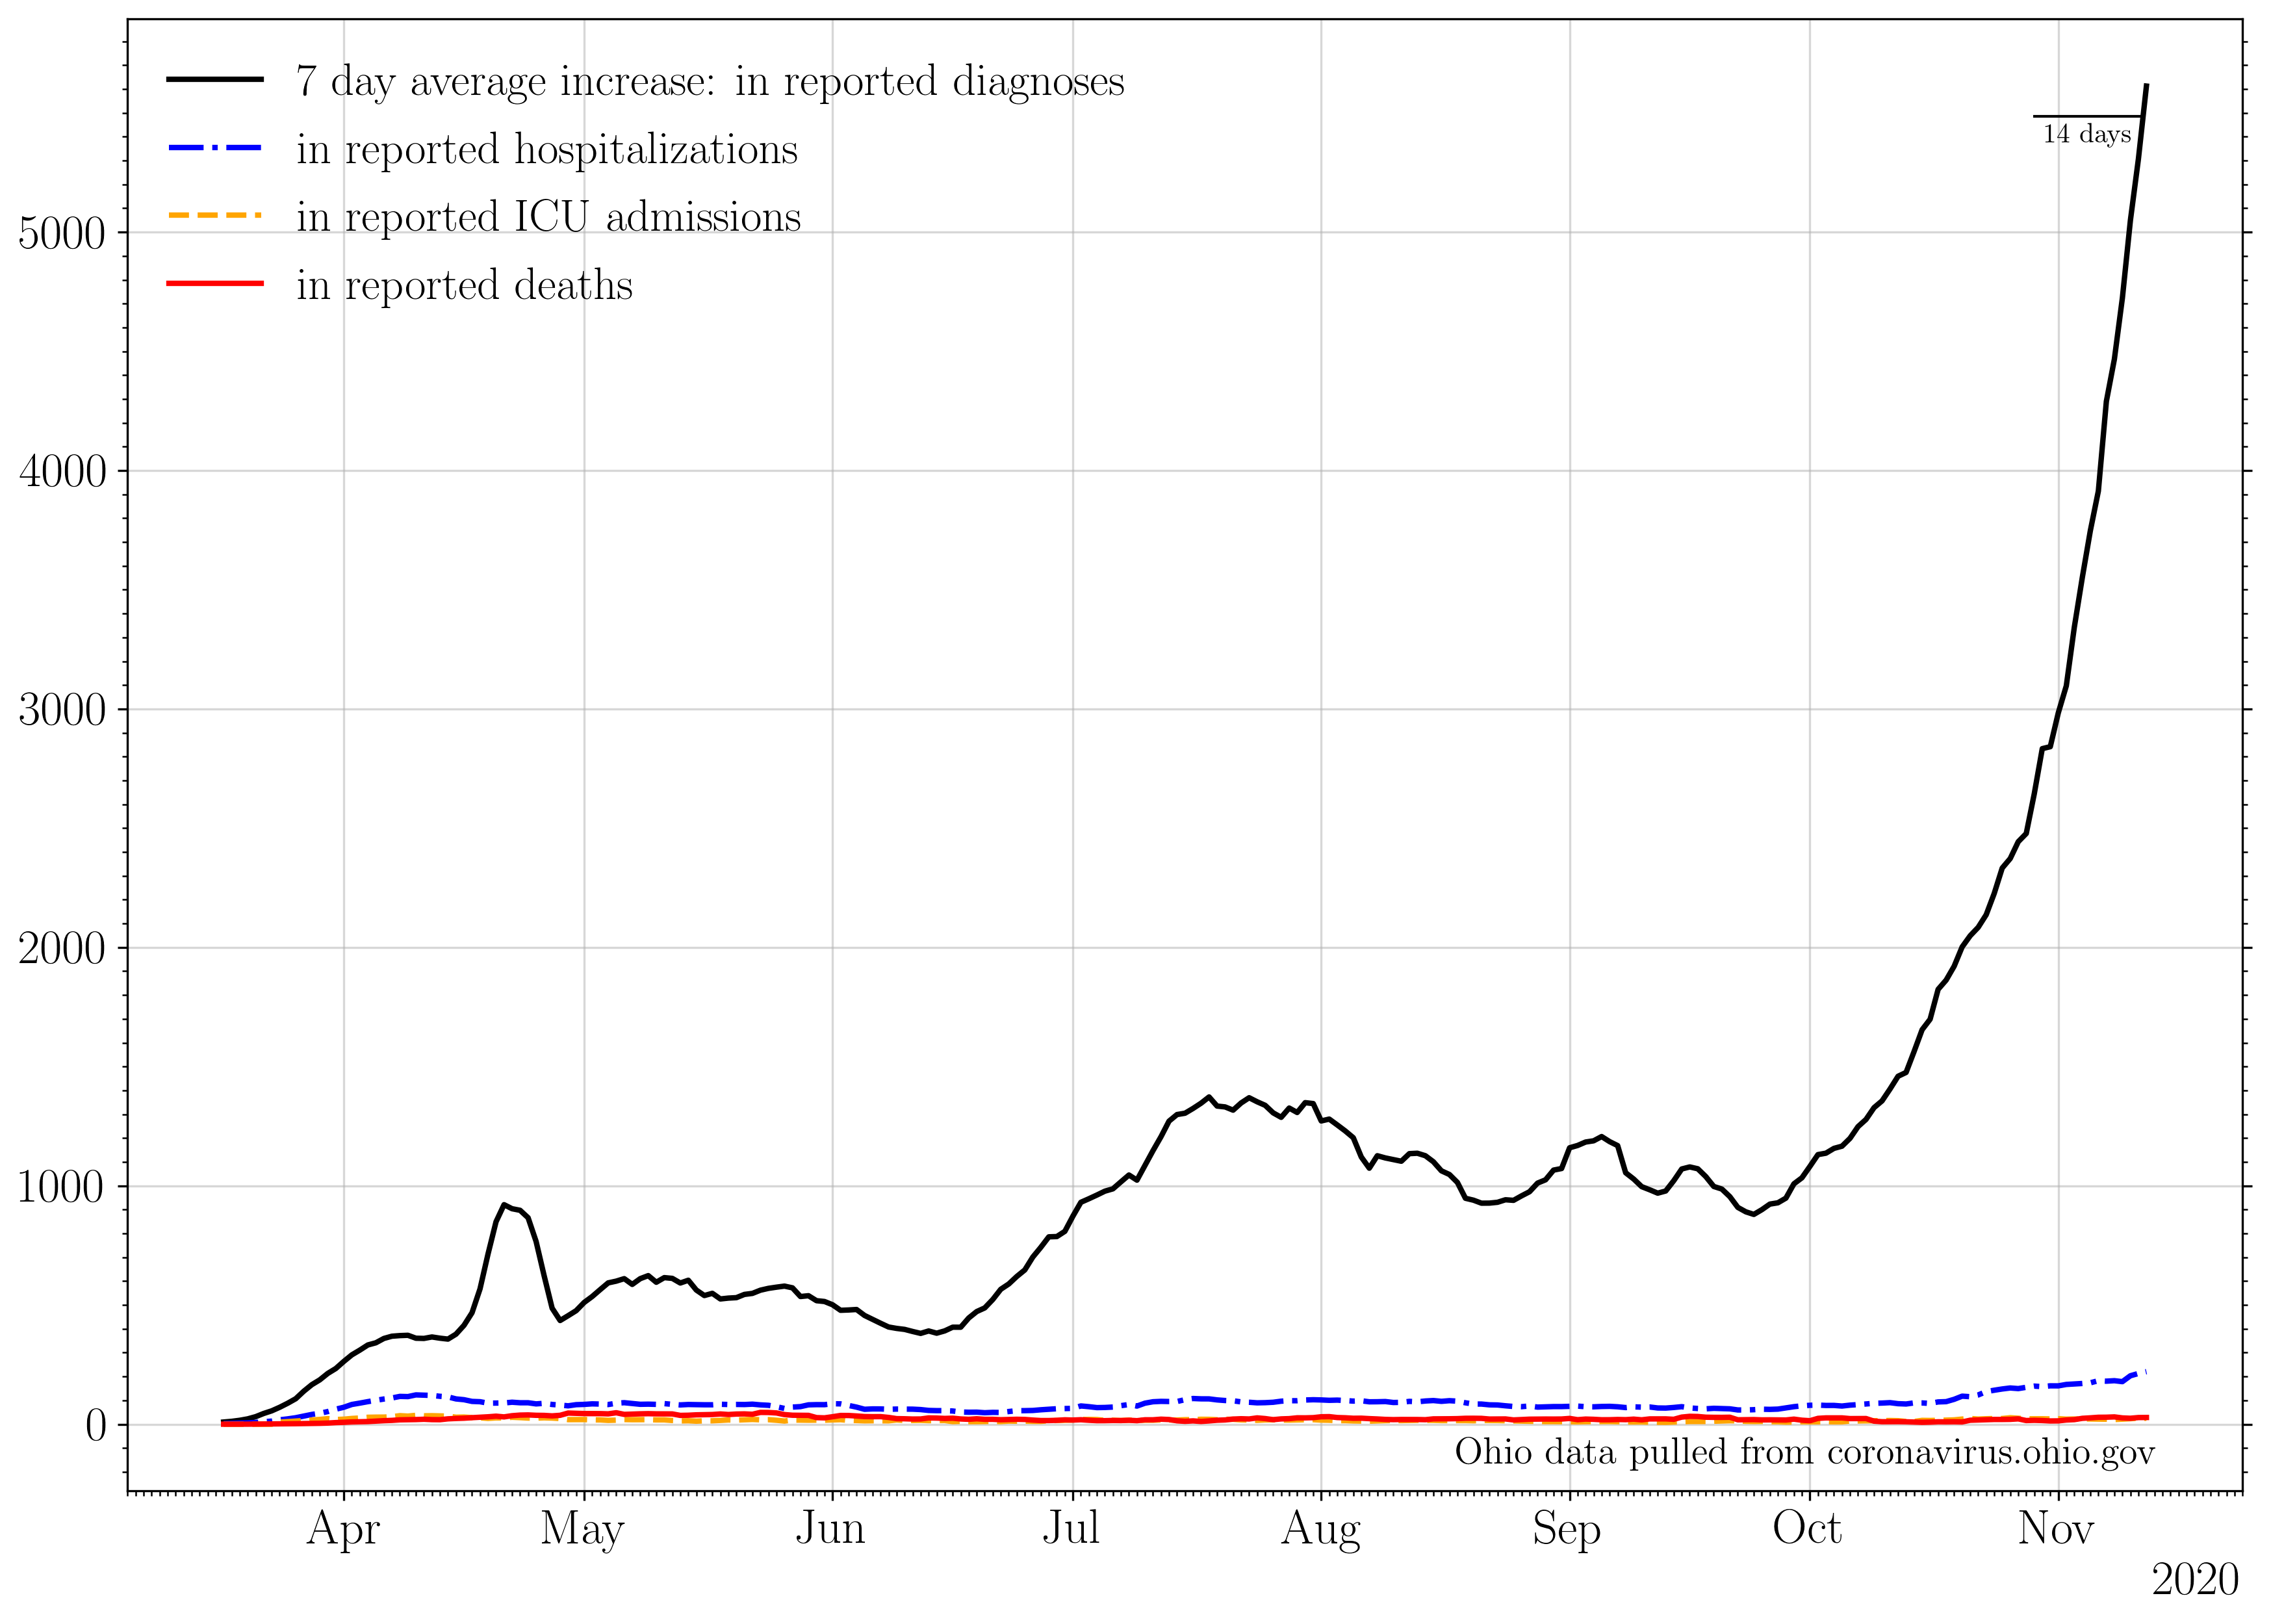 7 day average increase: in reported diagnoses
in reported hospitalizations
in reported ICU admissions
in reported deaths
14 days
5000
4000
3000
2000
1000
0
Ohio data pulled from coronavirus.ohio.gov
Apr May Jun Jul Aug Sep Oct Nov
2020